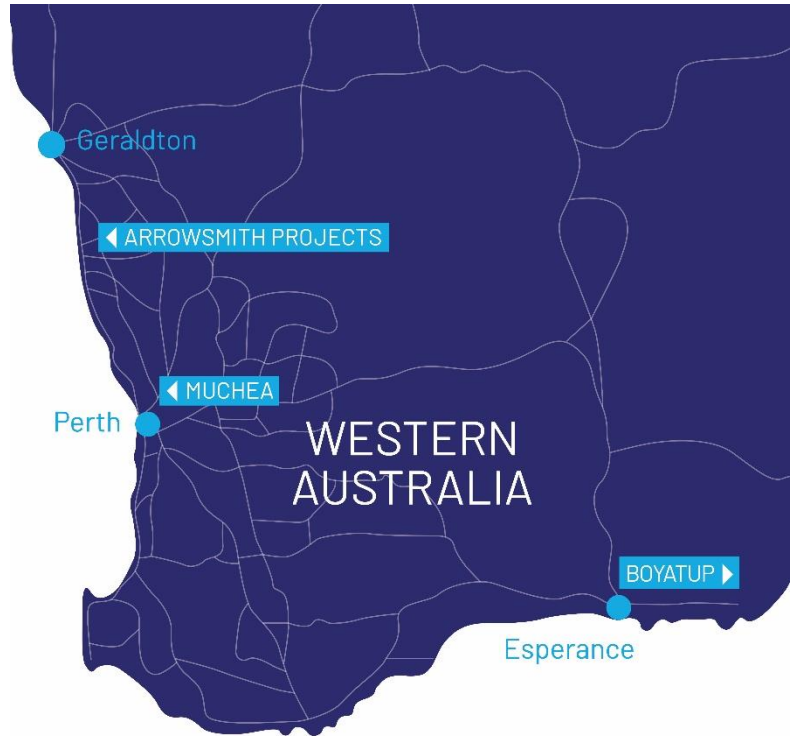 Geraldton
ARROWSMITH PROJECTS
MUCHEA
Perth
WESTERN
AUSTRALIA
BOYATUP
Esperance